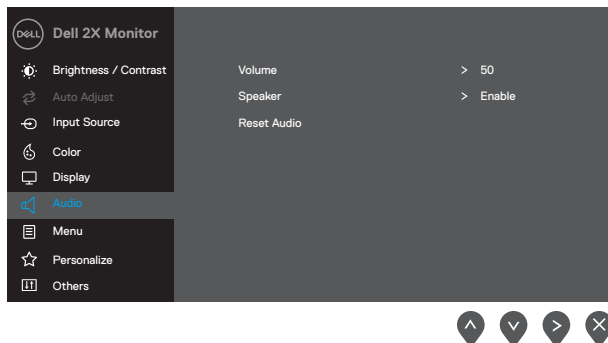 DELL Dell 2X Monitor
Brightness / Contrast
Auto Adjust
Input Source
Color
Display
Audio
Menu
Personalize
Others
Volume > 50
Speaker > Enable
Reset Audio